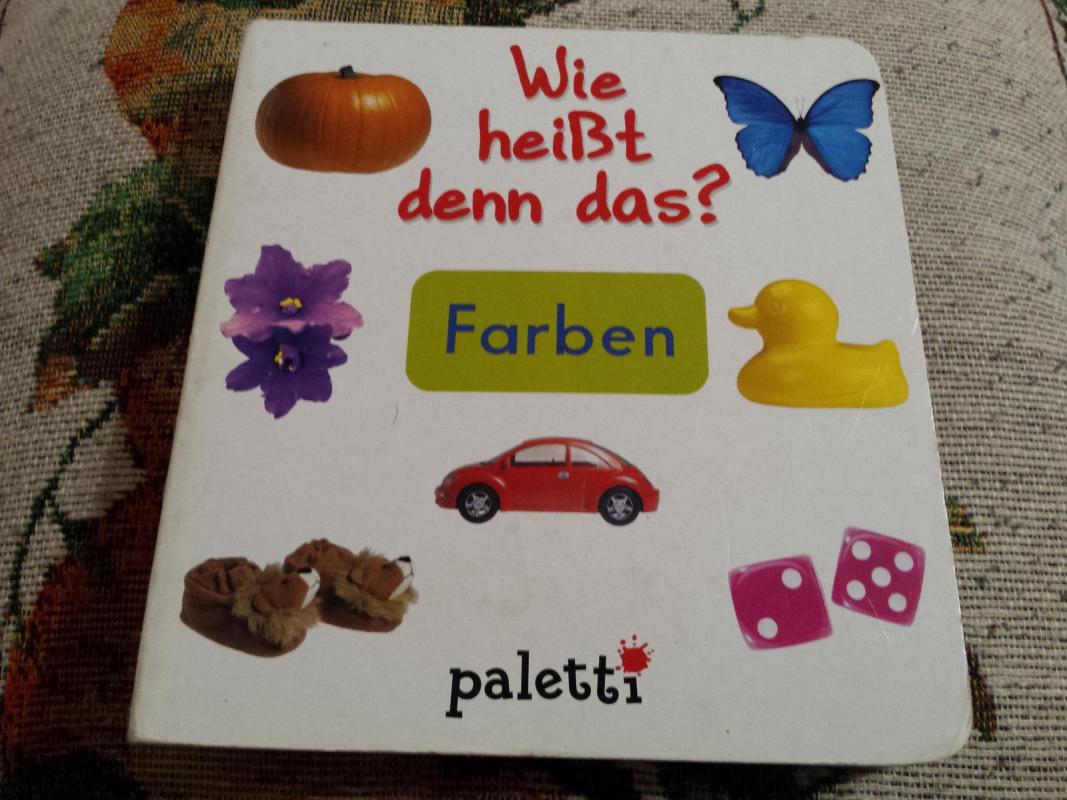 Wie
heißt
denn das?
Farben
paletti